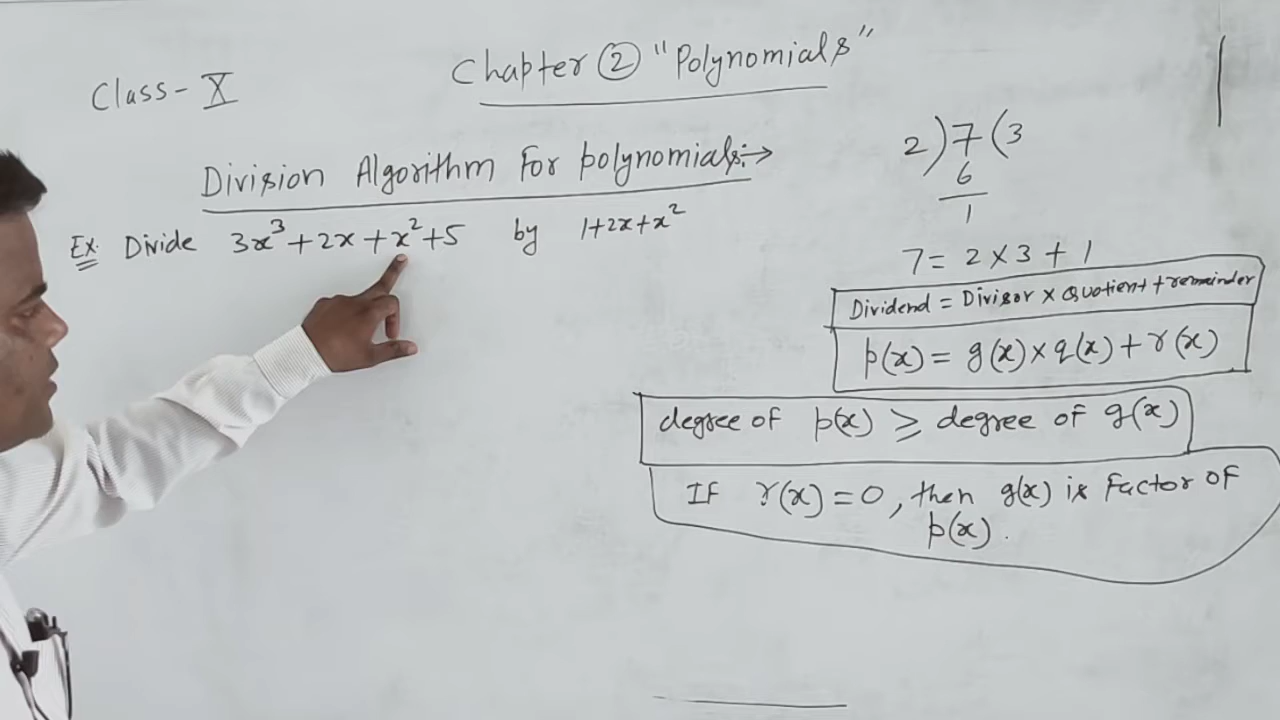 Class - X
Chapter ② "Polynomials"
Division Algorithm For polynomials:→
Ex: Divide 3x³+2x+x²+5 by 1+2x+x²
2)7(3
6
1
7 = 2×3+1
Dividend = Divisor × Quotient + remainder
p(x) = g(x)×q(x)+r(x)
degree of p(x) ≥ degree of g(x)
If r(x)=0, then g(x) is factor of
p(x).